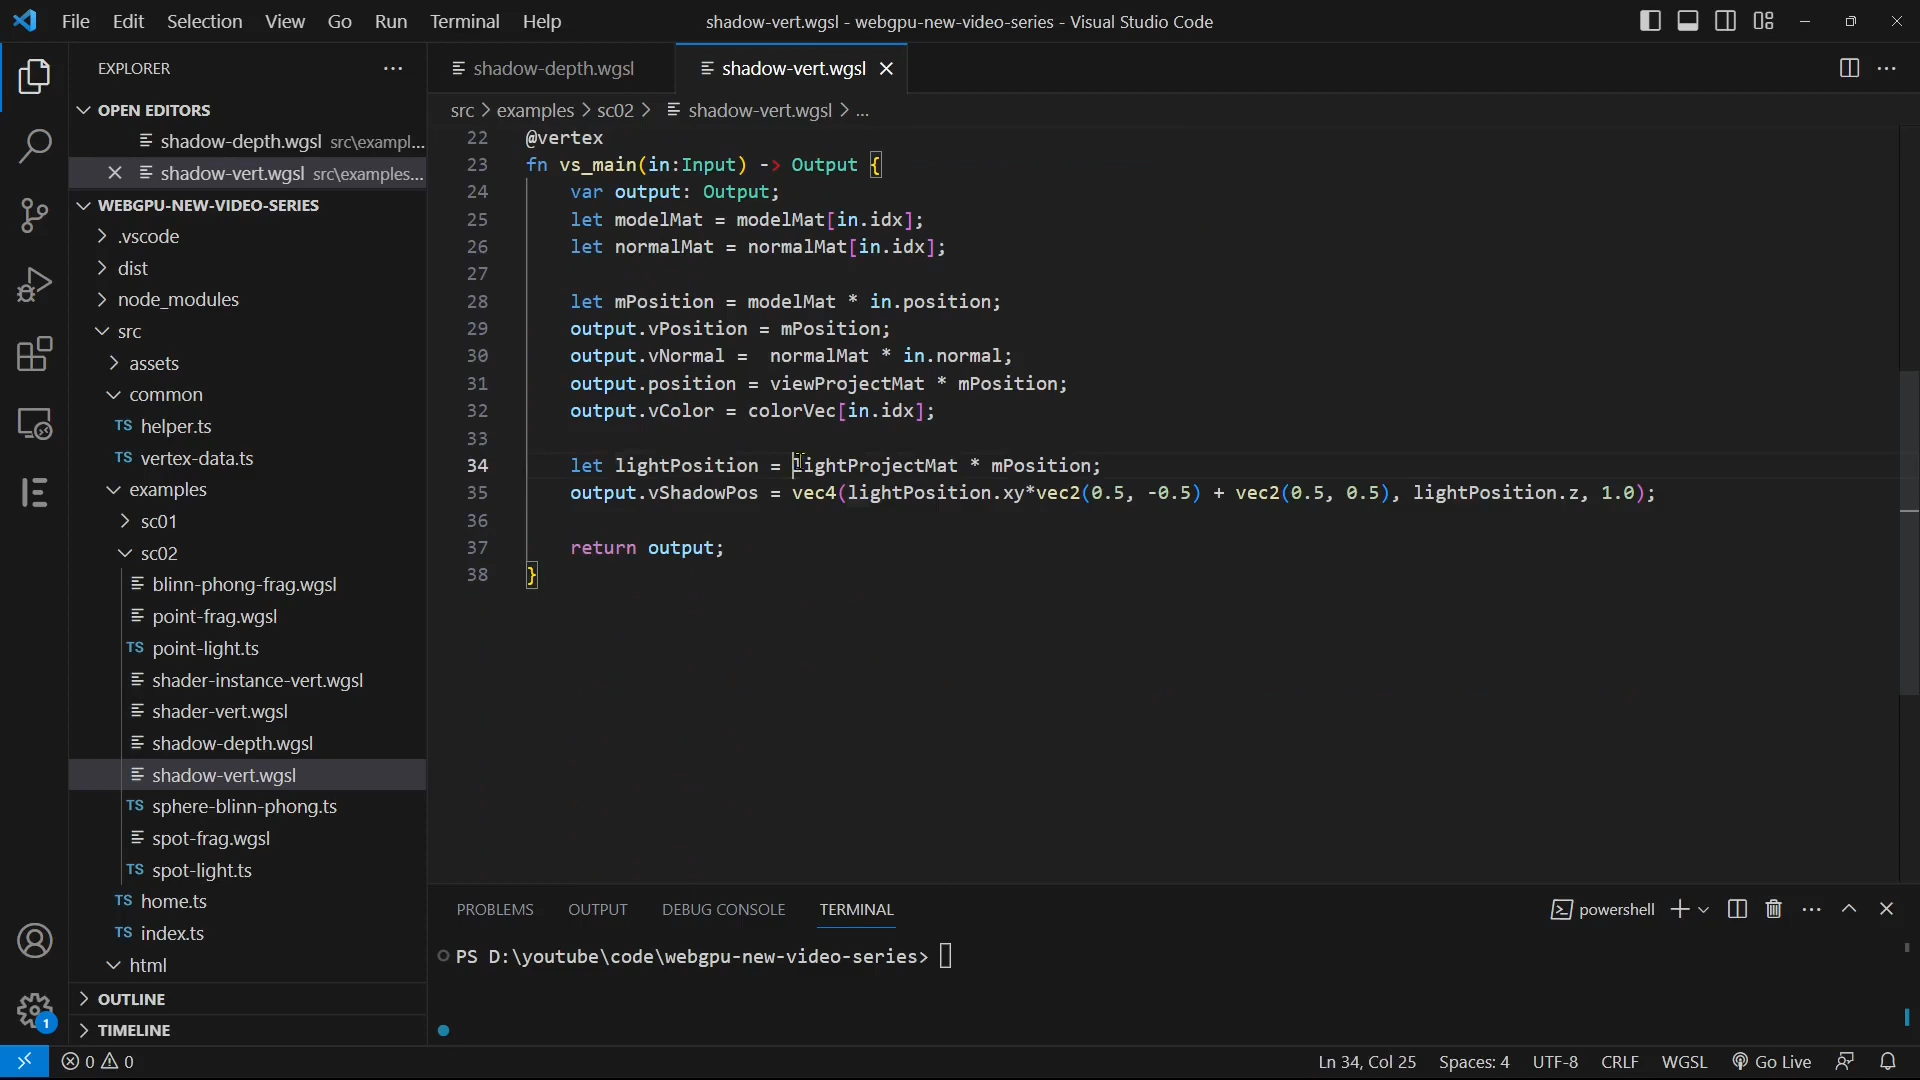 File Edit Selection View Go Run Terminal Help shadow-vert.wgsl - webgpu-new-video-series - Visual Studio Code
EXPLORER
OPEN EDITORS
shadow-depth.wgsl src\exampl...
shadow-vert.wgsl src\examples...
WEBGPU-NEW-VIDEO-SERIES
.vscode
dist
node_modules
src
assets
common
TS helper.ts
TS vertex-data.ts
examples
sc01
sc02
blinn-phong-frag.wgsl
point-frag.wgsl
TS point-light.ts
shader-instance-vert.wgsl
shader-vert.wgsl
shadow-depth.wgsl
shadow-vert.wgsl
TS sphere-blinn-phong.ts
spot-frag.wgsl
TS spot-light.ts
TS home.ts
TS index.ts
html
OUTLINE
TIMELINE
1
shadow-depth.wgsl shadow-vert.wgsl
src > examples > sc02 > shadow-vert.wgsl > ...
22 @vertex
23 fn vs_main(in:Input) -> Output {
24 var output: Output;
25 let modelMat = modelMat[in.idx];
26 let normalMat = normalMat[in.idx];
27
28 let mPosition = modelMat * in.position;
29 output.vPosition = mPosition;
30 output.vNormal =  normalMat * in.normal;
31 output.position = viewProjectMat * mPosition;
32 output.vColor = colorVec[in.idx];
33
34 let lightPosition = lightProjectMat * mPosition;
35 output.vShadowPos = vec4(lightPosition.xy*vec2(0.5, -0.5) + vec2(0.5, 0.5), lightPosition.z, 1.0);
36
37 return output;
38 }
PROBLEMS OUTPUT DEBUG CONSOLE TERMINAL powershell
PS D:\youtube\code\webgpu-new-video-series>
0 0 Ln 34, Col 25 Spaces: 4 UTF-8 CRLF WGSL Go Live